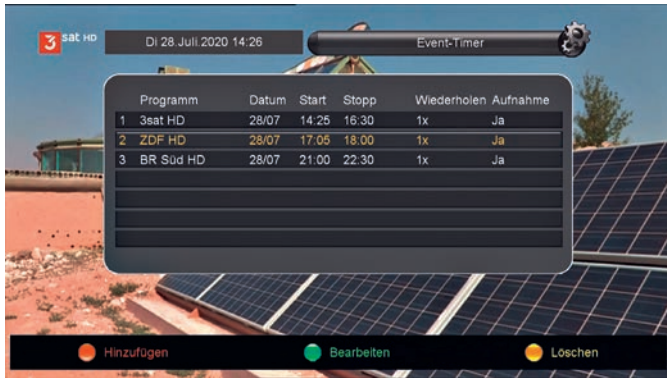 3sat HD
Di 28.Juli.2020 14:26
Event-Timer
Programm Datum Start Stopp Wiederholen Aufnahme
1 3sat HD 28/07 14:25 16:30 1x Ja
2 ZDF HD 28/07 17:05 18:00 1x Ja
3 BR Süd HD 28/07 21:00 22:30 1x Ja
Hinzufügen Bearbeiten Löschen